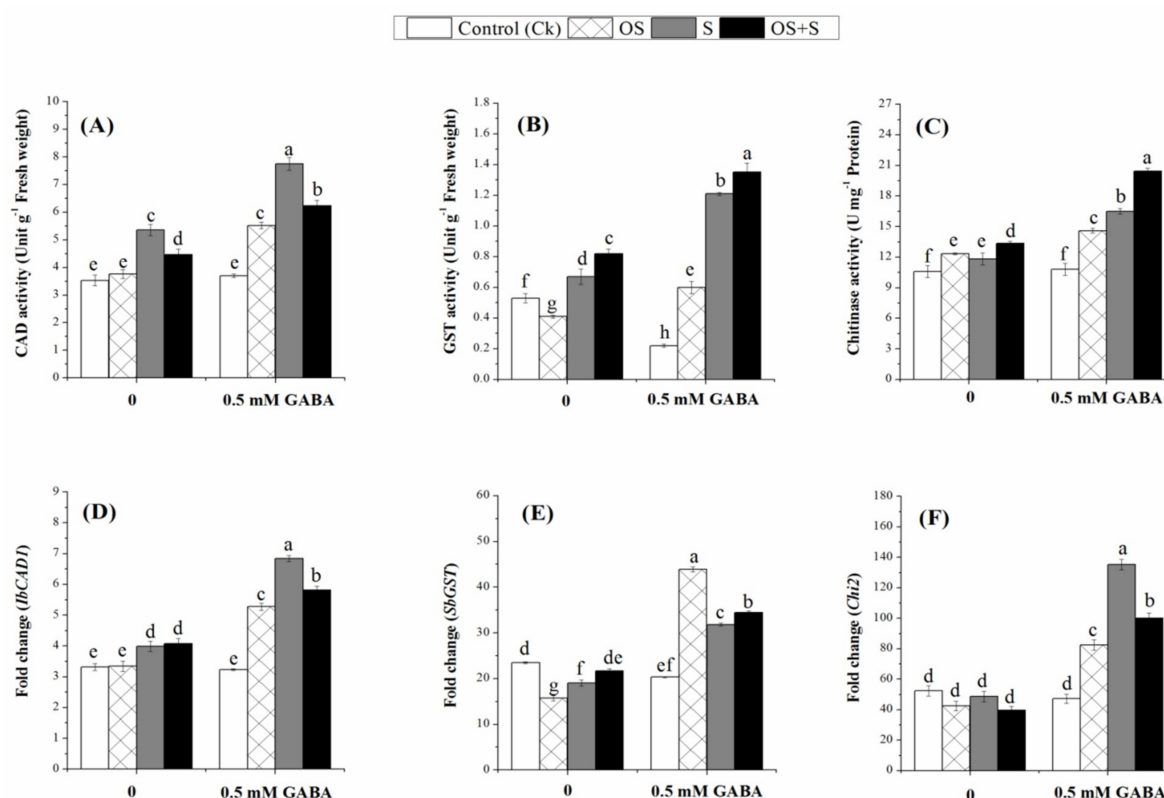 Control (Ck) OS S OS+S
(A)
CAD activity (Unit g-1 Fresh weight)
10
9
8
7
6
5
4
3
2
1
0
e e c d e c a b
0 0.5 mM GABA
(B)
GST activity (Unit g-1 Fresh weight)
1.8
1.6
1.4
1.2
1.0
0.8
0.6
0.4
0.2
0.0
f g d c h e b a
0 0.5 mM GABA
(C)
Chitinase activity (U mg-1 Protein)
27
24
21
18
15
12
9
6
3
0
f e e d f c b a
0 0.5 mM GABA
(D)
Fold change (IbCAD1)
9
8
7
6
5
4
3
2
1
0
e e d d e c a b
0 0.5 mM GABA
(E)
Fold change (SbGST)
60
50
40
30
20
10
0
d g f de ef a c b
0 0.5 mM GABA
(F)
Fold change (Chi2)
180
160
140
120
100
80
60
40
20
0
d d d d d c a b
0 0.5 mM GABA